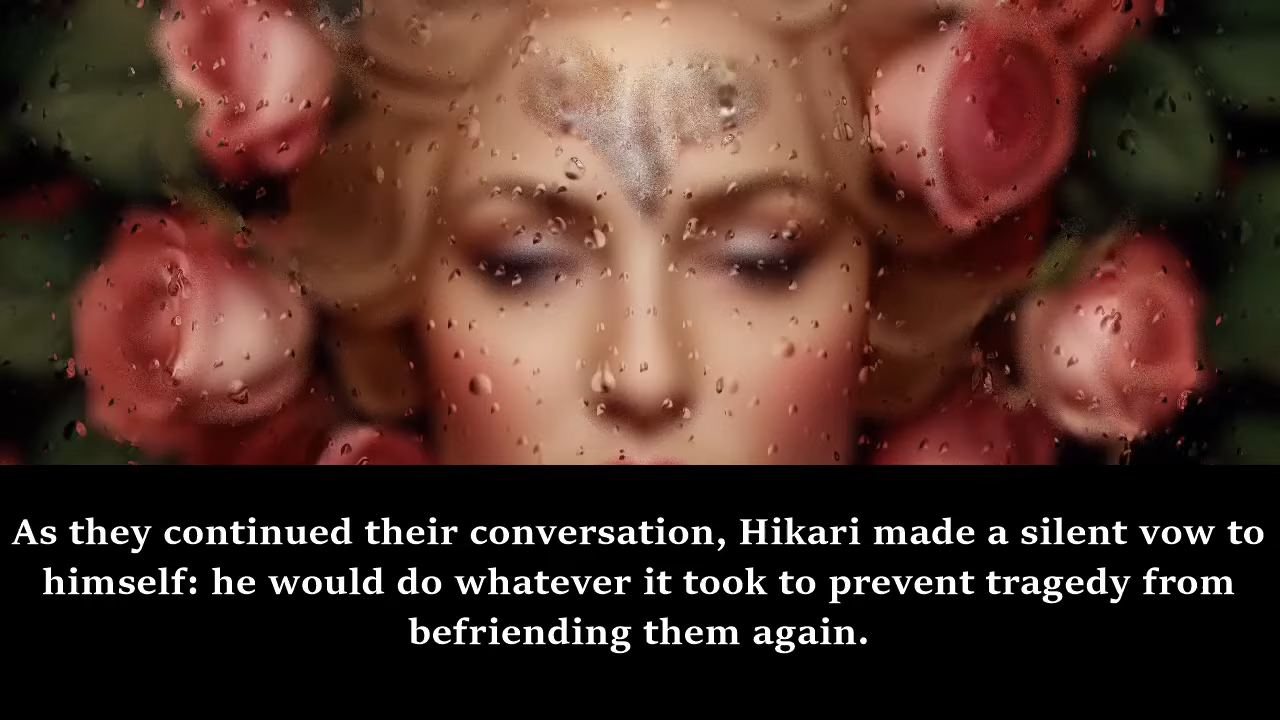 As they continued their conversation, Hikari made a silent vow to
himself: he would do whatever it took to prevent tragedy from
befriending them again.